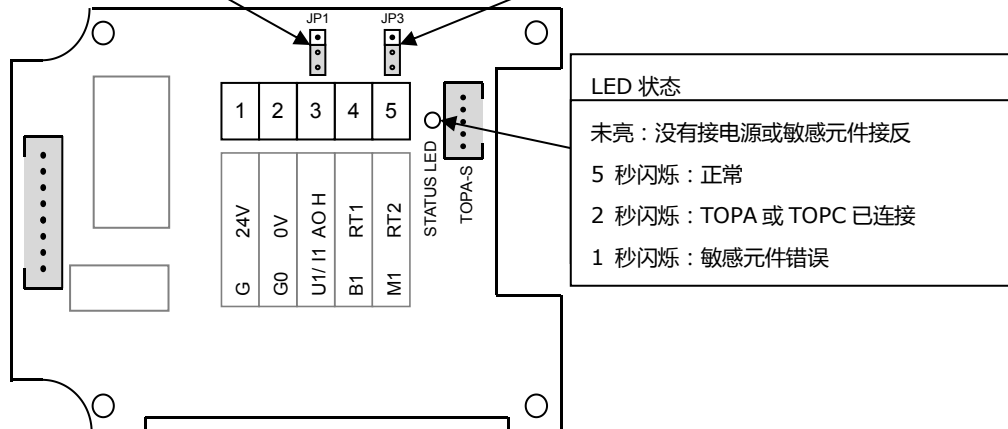 JP1
JP3
1 2 3 4 5
G 24V
G0 0V
U1/ I1 AO H
B1 RT1
M1 RT2
STATUS LED
TOPA-S
LED 状态
未亮：没有接电源或敏感元件接反
5 秒闪烁：正常
2 秒闪烁：TOPA 或 TOPC 已连接
1 秒闪烁：敏感元件错误